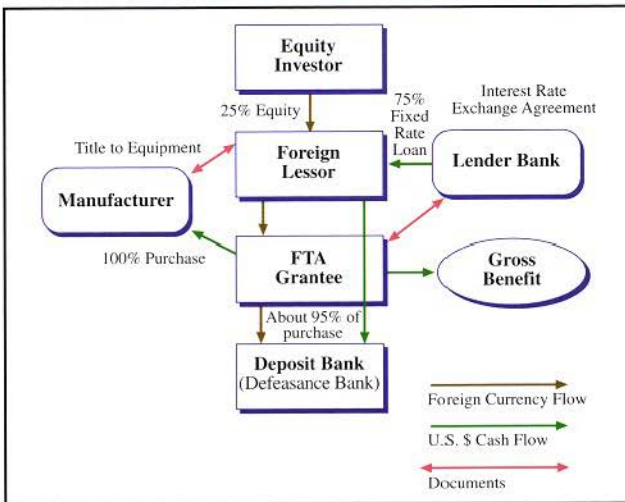 Equity
Investor
25% Equity
75%
Fixed
Rate
Loan
Interest Rate
Exchange Agreement
Title to Equipment
Foreign
Lessor
Lender Bank
Manufacturer
100% Purchase
FTA
Grantee
Gross
Benefit
About 95% of
purchase
Deposit Bank
(Defeasance Bank)
Foreign Currency Flow
U.S. $ Cash Flow
Documents